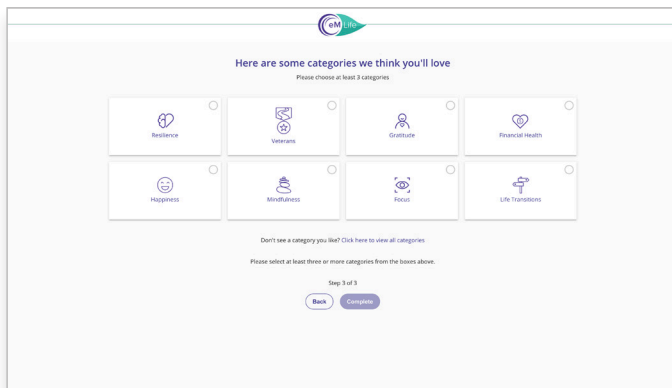 eM Life
Here are some categories we think you'll love
Please choose at least 3 categories
Resilience
Veterans
Gratitude
Financial Health
Happiness
Mindfulness
Focus
Life Transitions
Don't see a category you like? Click here to view all categories
Please select at least three or more categories from the boxes above.
Step 3 of 3
Back
Complete